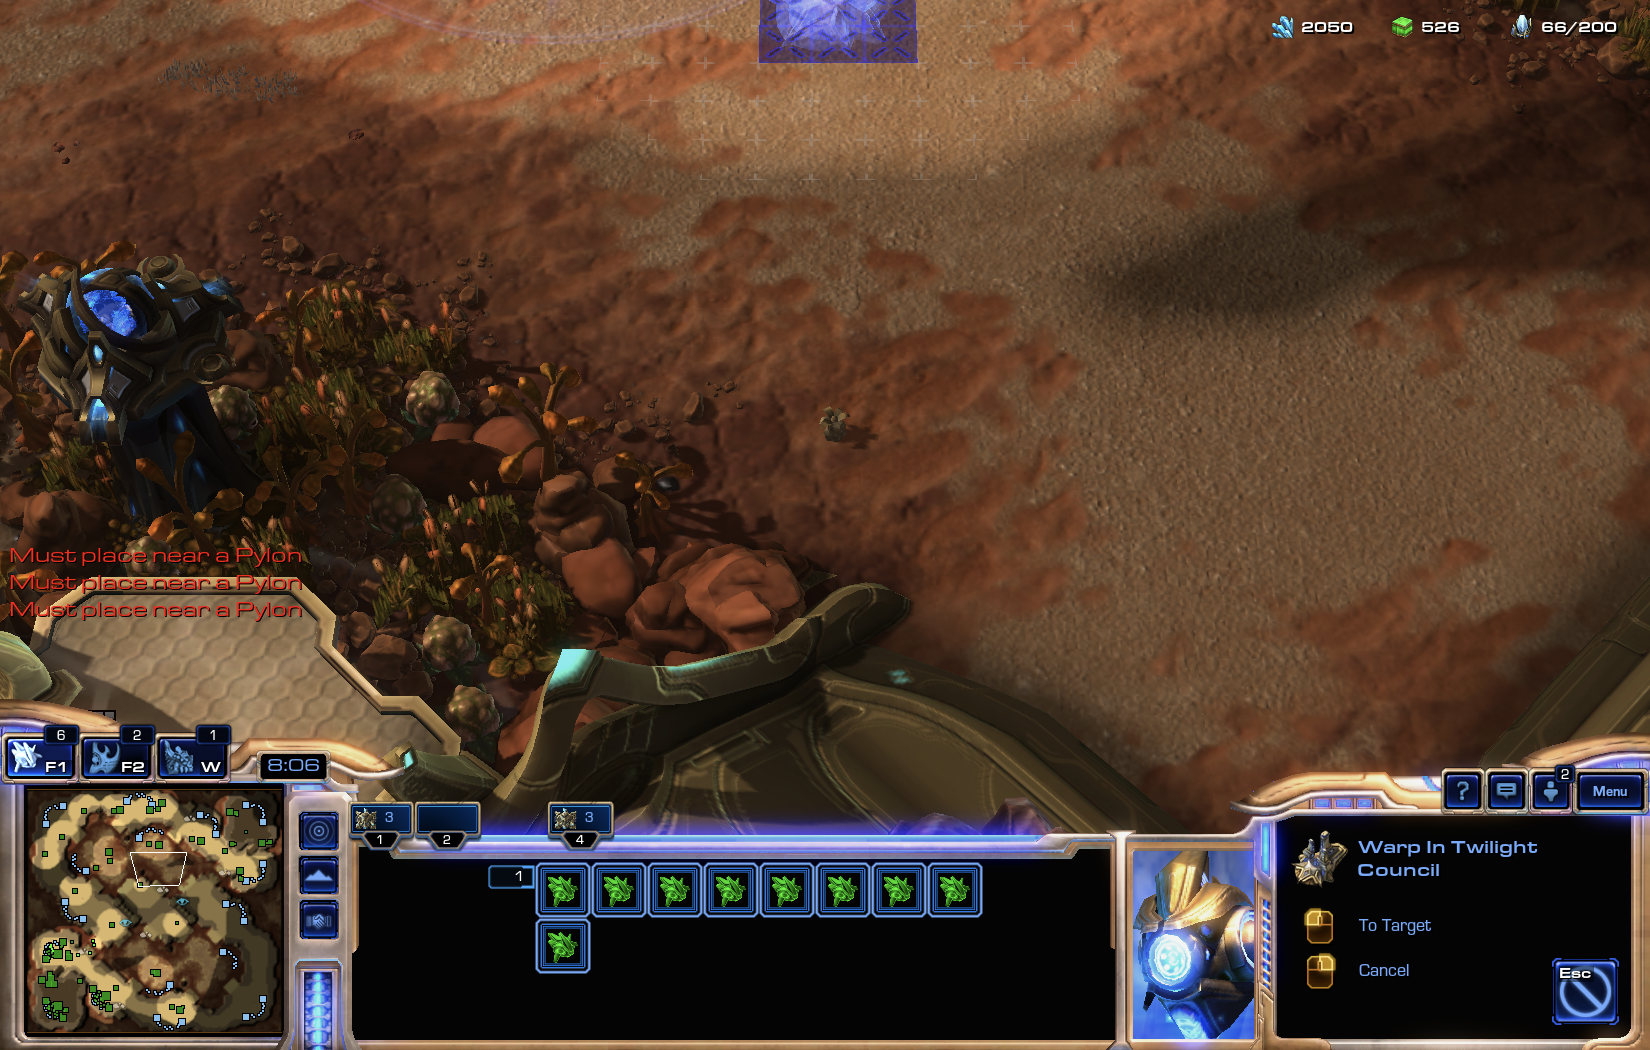 2050 526 66/200
Must place near a Pylon
Must place near a Pylon
Must place near a Pylon
6 2 1
F1 F2 W
8:06
2
? Menu
3 3
1 2 4
1
Warp In Twilight
Council
To Target
Cancel
Esc